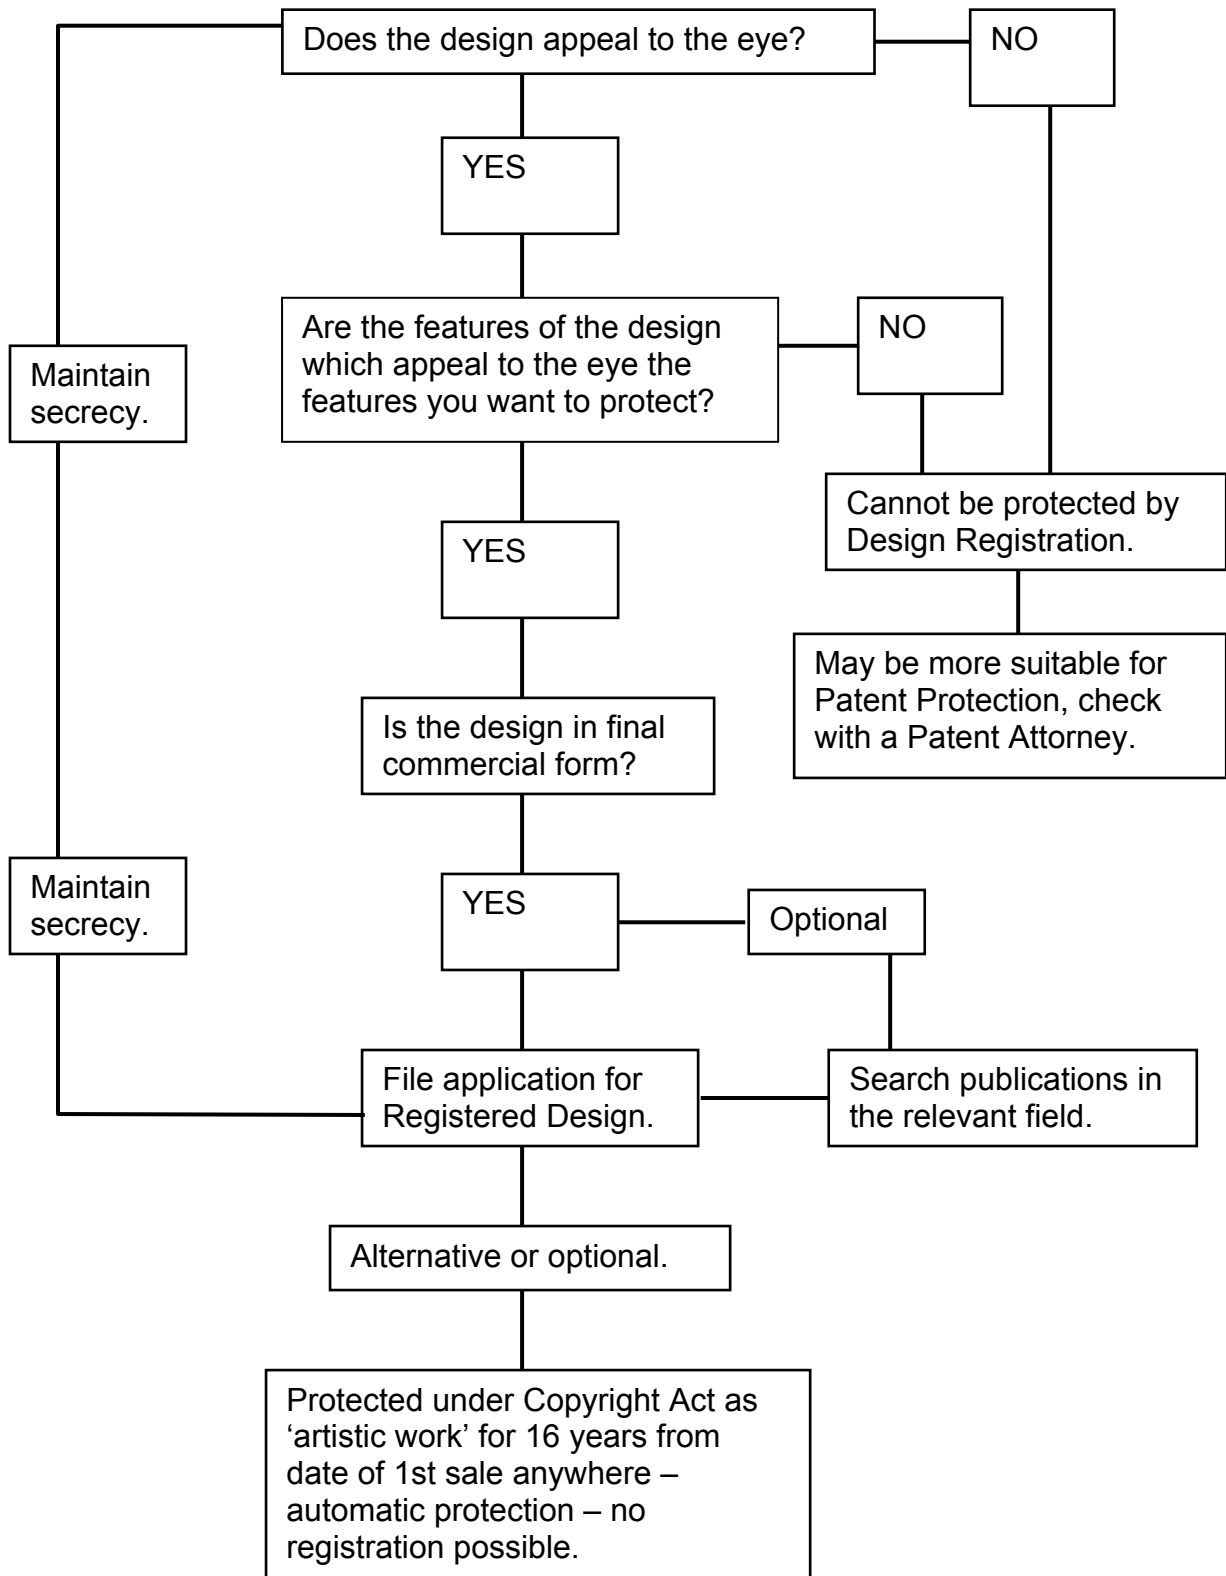 Does the design appeal to the eye?
NO
YES
Are the features of the design
which appeal to the eye the
features you want to protect?
NO
Maintain
secrecy.
Cannot be protected by
Design Registration.
YES
May be more suitable for
Patent Protection, check
with a Patent Attorney.
Is the design in final
commercial form?
Maintain
secrecy.
YES
Optional
File application for
Registered Design.
Search publications in
the relevant field.
Alternative or optional.
Protected under Copyright Act as
‘artistic work’ for 16 years from
date of 1st sale anywhere –
automatic protection – no
registration possible.